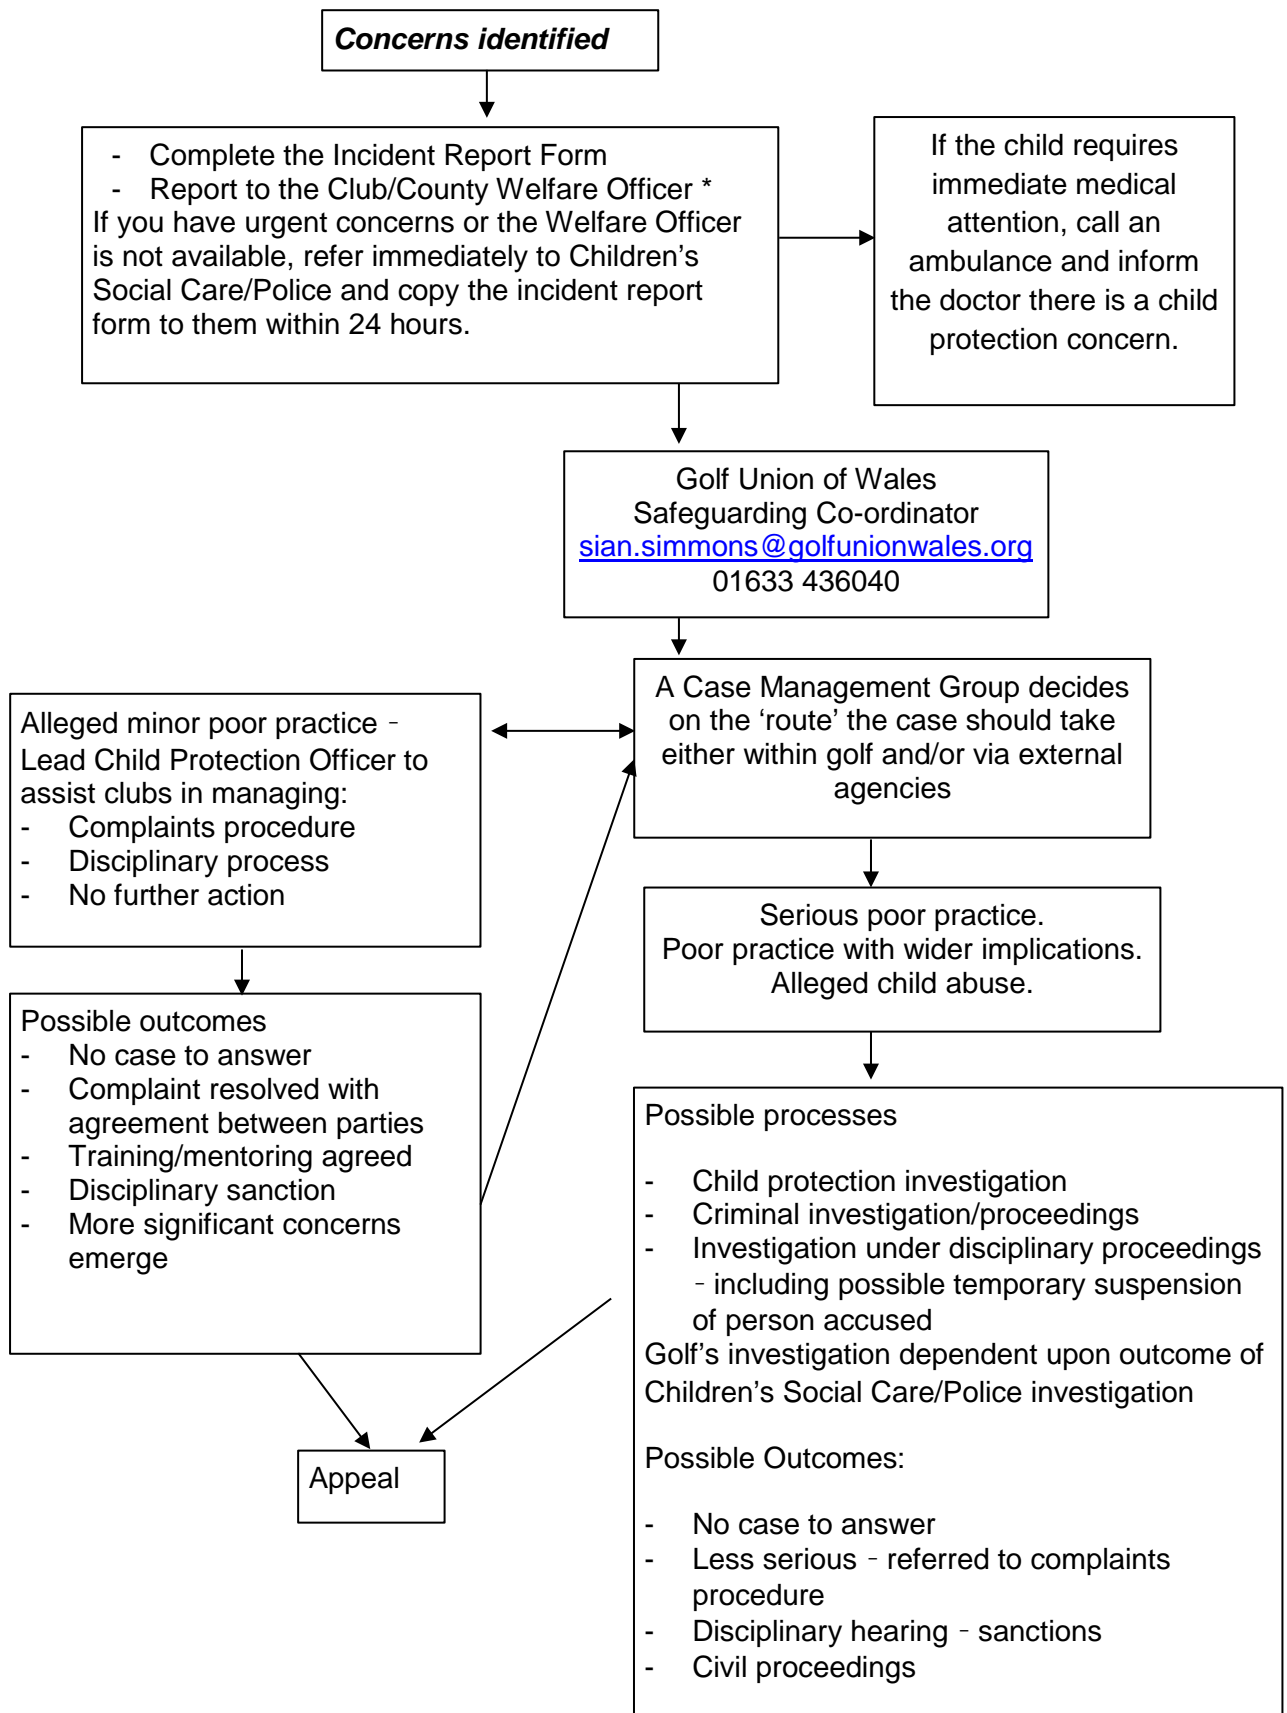 Concerns identified
- Complete the Incident Report Form
- Report to the Club/County Welfare Officer *
If you have urgent concerns or the Welfare Officer
is not available, refer immediately to Children's
Social Care/Police and copy the incident report
form to them within 24 hours.
If the child requires
immediate medical
attention, call an
ambulance and inform
the doctor there is a child
protection concern.
Golf Union of Wales
Safeguarding Co-ordinator
sian.simmons@golfunionwales.org
01633 436040
A Case Management Group decides
on the ‘route’ the case should take
either within golf and/or via external
agencies
Alleged minor poor practice -
Lead Child Protection Officer to
assist clubs in managing:
- Complaints procedure
- Disciplinary process
- No further action
Serious poor practice.
Poor practice with wider implications.
Alleged child abuse.
Possible outcomes
- No case to answer
- Complaint resolved with
agreement between parties
- Training/mentoring agreed
- Disciplinary sanction
- More significant concerns
emerge
Possible processes
- Child protection investigation
- Criminal investigation/proceedings
- Investigation under disciplinary proceedings
- including possible temporary suspension
of person accused
Golf's investigation dependent upon outcome of
Children's Social Care/Police investigation
Possible Outcomes:
- No case to answer
- Less serious - referred to complaints
procedure
- Disciplinary hearing - sanctions
- Civil proceedings
Appeal